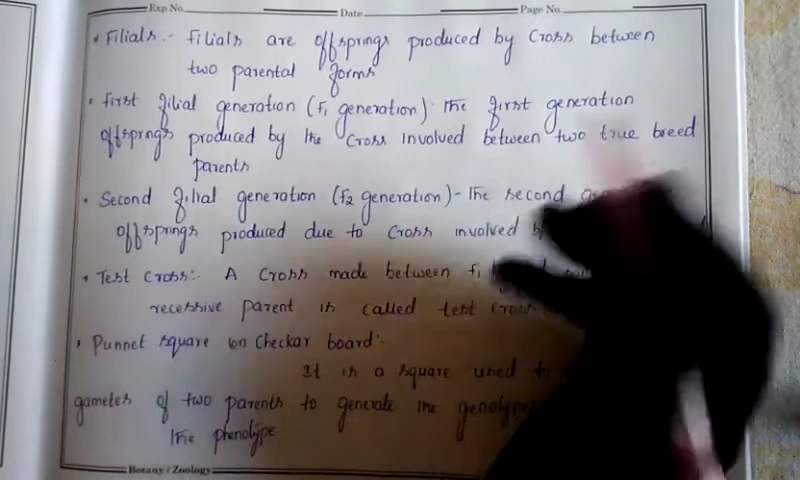 Exp No. Date Page No.
• Filials :- Filials are offsprings produced by cross between
two parental forms
• First filial generation (F1 generation). The first generation
offsprings produced by the cross involved between two true breed
parents
• Second filial generation (F2 generation) - The second
offsprings produced due to cross involved
• Test cross :- A cross made between F1
recessive parent is called test cross
• Punnet square on checkar board :-
It is a square used to
gametes of two parents to generate the genotype
the phenotype
Botany / Zoology